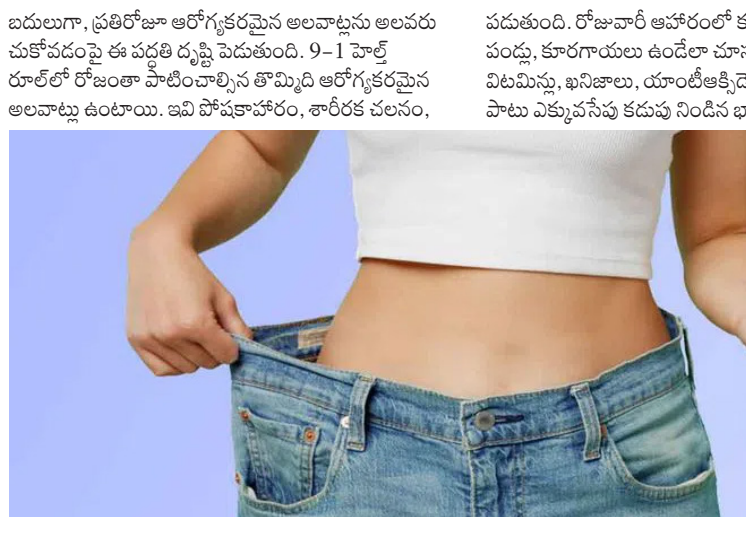 బదులుగా, ప్రతిరోజూ ఆరోగ్యకరమైన అలవాట్లను అలవరు
చుకోవడంపై ఈ పద్ధతి దృష్టి పెడుతుంది. 9–1 హెల్త్
రూల్‌లో రోజంతా పాటించాల్సిన తొమ్మిది ఆరోగ్యకరమైన
అలవాట్లు ఉంటాయి. ఇవి పోషకాహారం, శారీరక చలనం,
పడుతుంది. రోజువారీ ఆహారంలో
పండ్లు, కూరగాయలు ఉండేలా
విటమిన్లు, ఖనిజాలు,
పాటు ఎక్కువసేపు కడుపు నిండిన